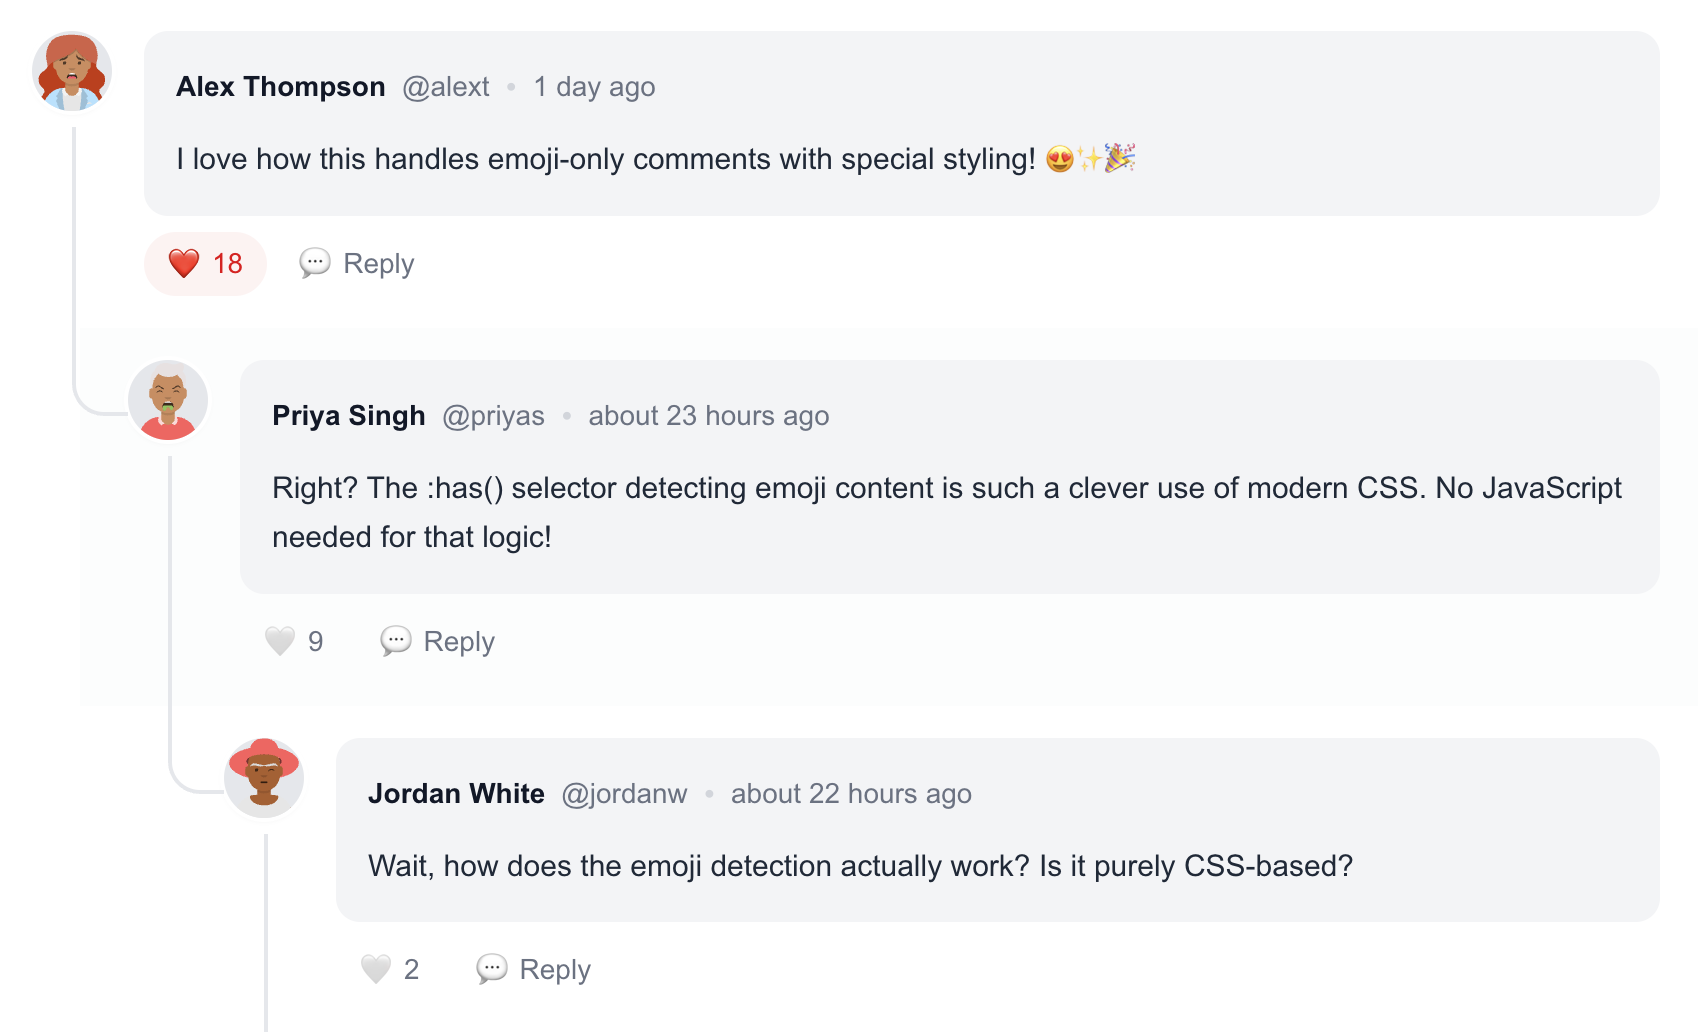 Alex Thompson @alext • 1 day ago
I love how this handles emoji-only comments with special styling! 😍✨🎉
❤️ 18 💬 Reply
Priya Singh @priyas • about 23 hours ago
Right? The :has() selector detecting emoji content is such a clever use of modern CSS. No JavaScript
needed for that logic!
🤍 9 💬 Reply
Jordan White @jordanw • about 22 hours ago
Wait, how does the emoji detection actually work? Is it purely CSS-based?
🤍 2 💬 Reply